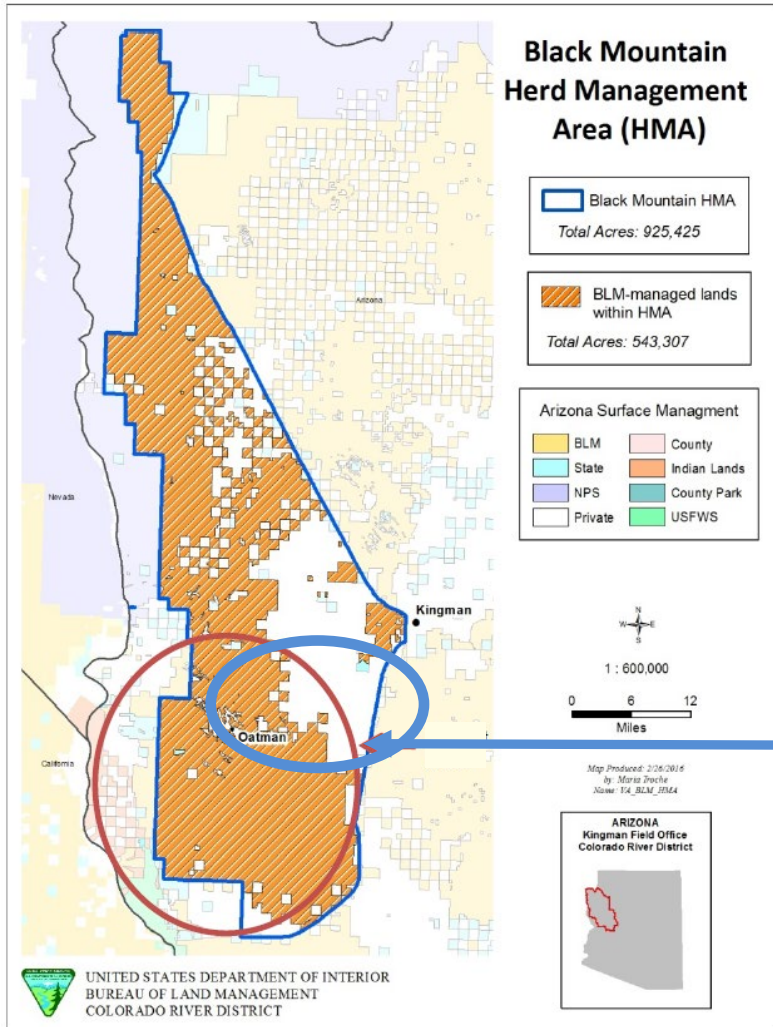 Black Mountain
Herd Management
Area (HMA)
Black Mountain HMA
Total Acres: 925,425
BLM-managed lands
within HMA
Total Acres: 543,307
Arizona Surface Managment
BLM
County
State
Indian Lands
NPS
County Park
Private
USFWS
Arizona
Nevada
Kingman
Oatman
California
N
W
E
S
1 : 600,000
0 6 12
Miles
Map Produced: 2/26/2016
by: Maria Troche
Name: VA_BLM_HMA
ARIZONA
Kingman Field Office
Colorado River District
UNITED STATES DEPARTMENT OF INTERIOR
BUREAU OF LAND MANAGEMENT
COLORADO RIVER DISTRICT